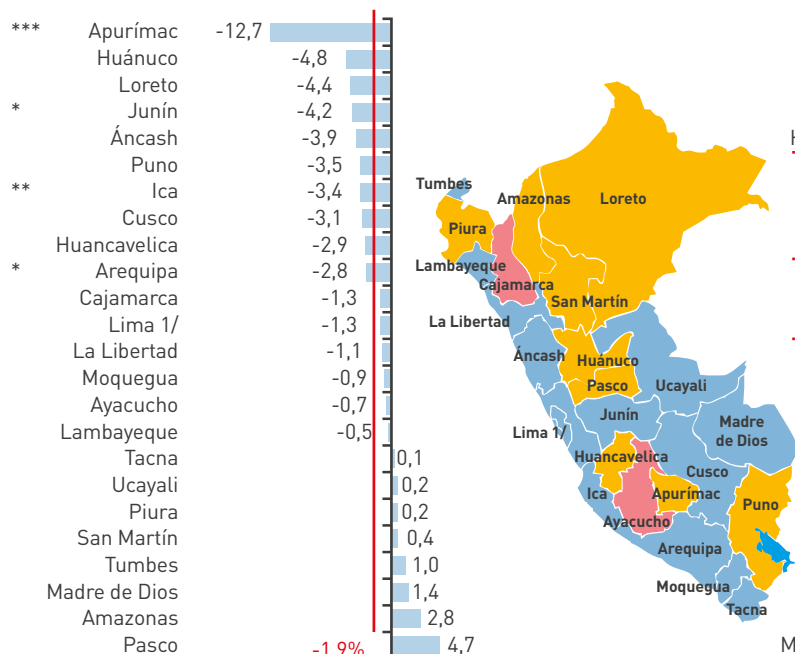 *** Apurímac -12,7
Huánuco -4,8
Loreto -4,4
* Junín -4,2
Áncash -3,9
Puno -3,5
** Ica -3,4
Cusco -3,1
Huancavelica -2,9
* Arequipa -2,8
Cajamarca -1,3
Lima 1/ -1,3
La Libertad -1,1
Moquegua -0,9
Ayacucho -0,7
Lambayeque -0,5
Tacna 0,1
Ucayali 0,2
Piura 0,2
San Martín 0,4
Tumbes 1,0
Madre de Dios 1,4
Amazonas 2,8
Pasco 4,7
-1,9%
Tumbes
Amazonas
Loreto
Piura
Lambayeque
Cajamarca
San Martín
La Libertad
Áncash
Huánuco
Pasco
Ucayali
Junín
Lima 1/
Madre
de Dios
Huancavelica
Cusco
Ica
Apurímac
Puno
Ayacucho
Arequipa
Moquegua
Tacna
H
M